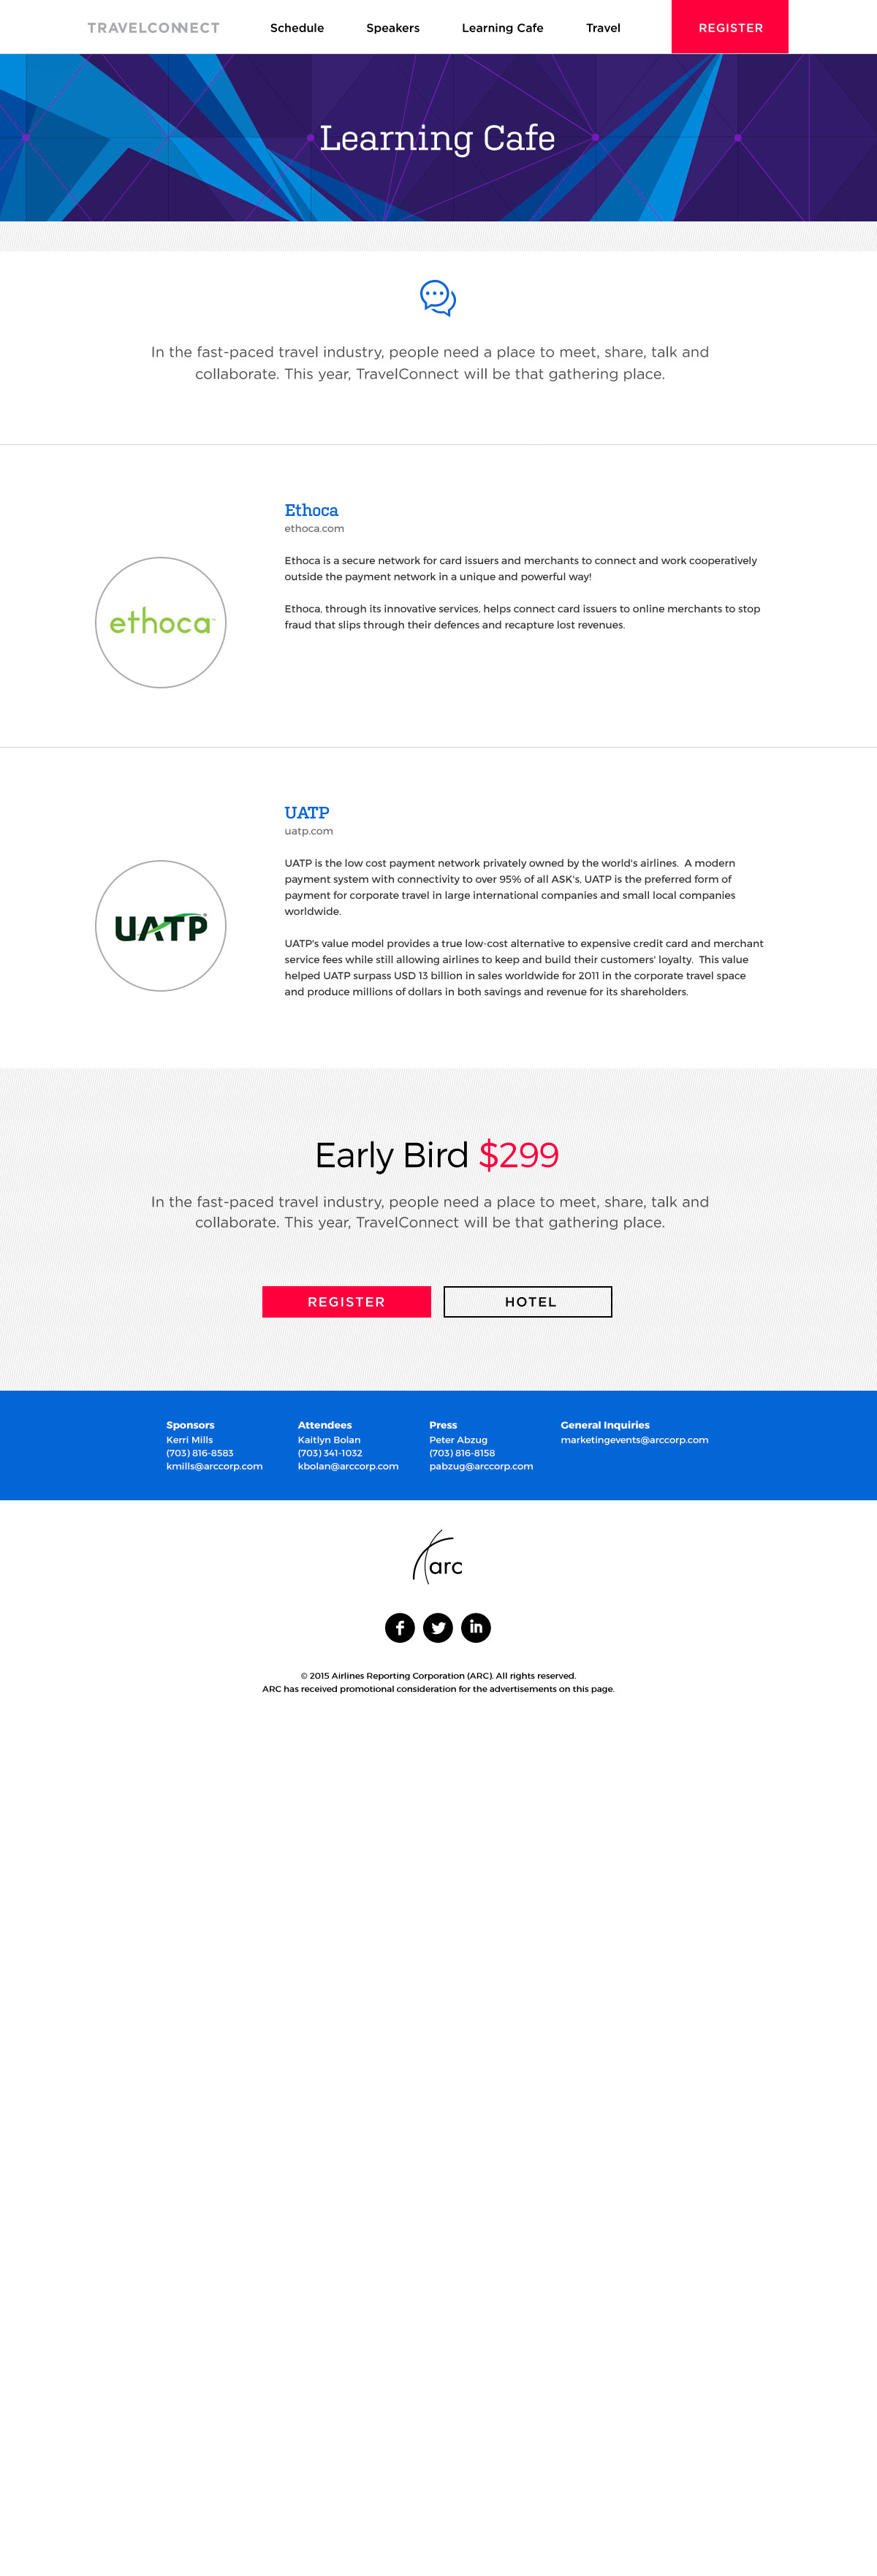 TRAVELCONNECT Schedule Speakers Learning Cafe Travel REGISTER
Learning Cafe
In the fast-paced travel industry, people need a place to meet, share, talk and
collaborate. This year, TravelConnect will be that gathering place.
Ethoca
ethoca.com
Ethoca is a secure network for card issuers and merchants to connect and work cooperatively
outside the payment network in a unique and powerful way!
Ethoca, through its innovative services, helps connect card issuers to online merchants to stop
fraud that slips through their defences and recapture lost revenues.
ethoca™
UATP
uatp.com
UATP is the low cost payment network privately owned by the world's airlines.  A modern
payment system with connectivity to over 95% of all ASK's, UATP is the preferred form of
payment for corporate travel in large international companies and small local companies
worldwide.
UATP's value model provides a true low-cost alternative to expensive credit card and merchant
service fees while still allowing airlines to keep and build their customers' loyalty.  This value
helped UATP surpass USD 13 billion in sales worldwide for 2011 in the corporate travel space
and produce millions of dollars in both savings and revenue for its shareholders.
UATP®
Early Bird $299
In the fast-paced travel industry, people need a place to meet, share, talk and
collaborate. This year, TravelConnect will be that gathering place.
REGISTER HOTEL
Sponsors
Kerri Mills
(703) 816-8583
kmills@arccorp.com
Attendees
Kaitlyn Bolan
(703) 341-1032
kbolan@arccorp.com
Press
Peter Abzug
(703) 816-8158
pabzug@arccorp.com
General Inquiries
marketingevents@arccorp.com
arc
© 2015 Airlines Reporting Corporation (ARC). All rights reserved.
ARC has received promotional consideration for the advertisements on this page.